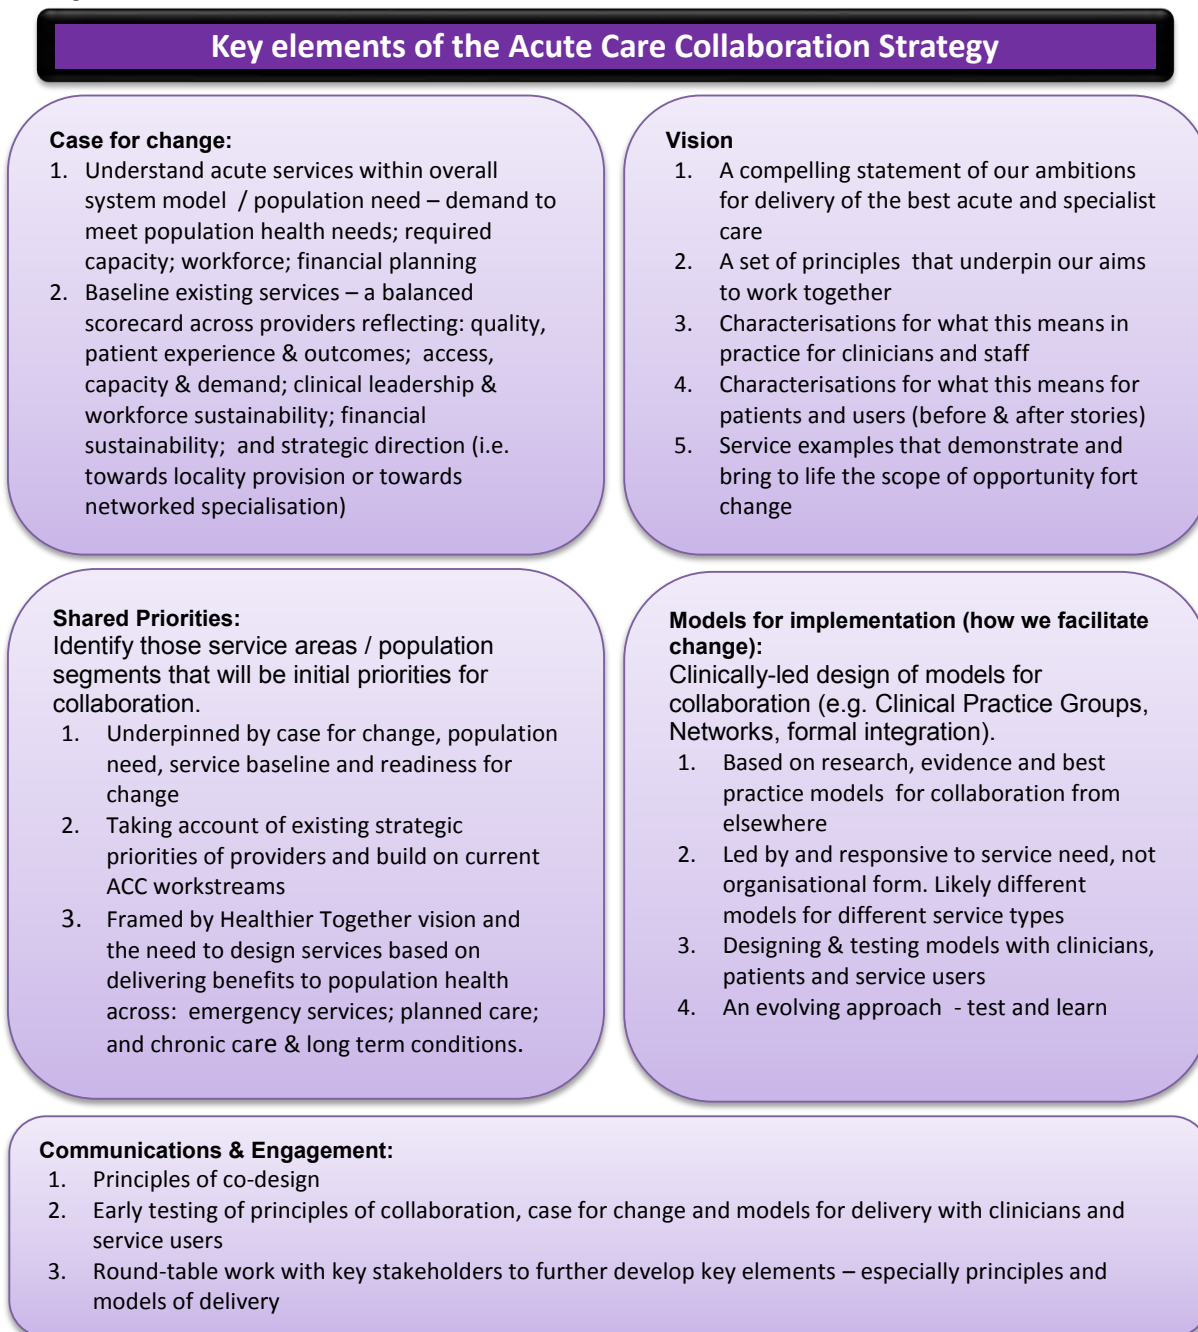 Key elements of the Acute Care Collaboration Strategy
Case for change:
1. Understand acute services within overall
system model / population need – demand to
meet population health needs; required
capacity; workforce; financial planning
2. Baseline existing services – a balanced
scorecard across providers reflecting: quality,
patient experience & outcomes; access,
capacity & demand; clinical leadership &
workforce sustainability; financial
sustainability; and strategic direction (i.e.
towards locality provision or towards
networked specialisation)
Vision
1. A compelling statement of our ambitions
for delivery of the best acute and specialist
care
2. A set of principles that underpin our aims
to work together
3. Characterisations for what this means in
practice for clinicians and staff
4. Characterisations for what this means for
patients and users (before & after stories)
5. Service examples that demonstrate and
bring to life the scope of opportunity fort
change
Shared Priorities:
Identify those service areas / population
segments that will be initial priorities for
collaboration.
1. Underpinned by case for change, population
need, service baseline and readiness for
change
2. Taking account of existing strategic
priorities of providers and build on current
ACC workstreams
3. Framed by Healthier Together vision and
the need to design services based on
delivering benefits to population health
across: emergency services; planned care;
and chronic care & long term conditions.
Models for implementation (how we facilitate
change):
Clinically-led design of models for
collaboration (e.g. Clinical Practice Groups,
Networks, formal integration).
1. Based on research, evidence and best
practice models for collaboration from
elsewhere
2. Led by and responsive to service need, not
organisational form. Likely different
models for different service types
3. Designing & testing models with clinicians,
patients and service users
4. An evolving approach - test and learn
Communications & Engagement:
1. Principles of co-design
2. Early testing of principles of collaboration, case for change and models for delivery with clinicians and
service users
3. Round-table work with key stakeholders to further develop key elements – especially principles and
models of delivery